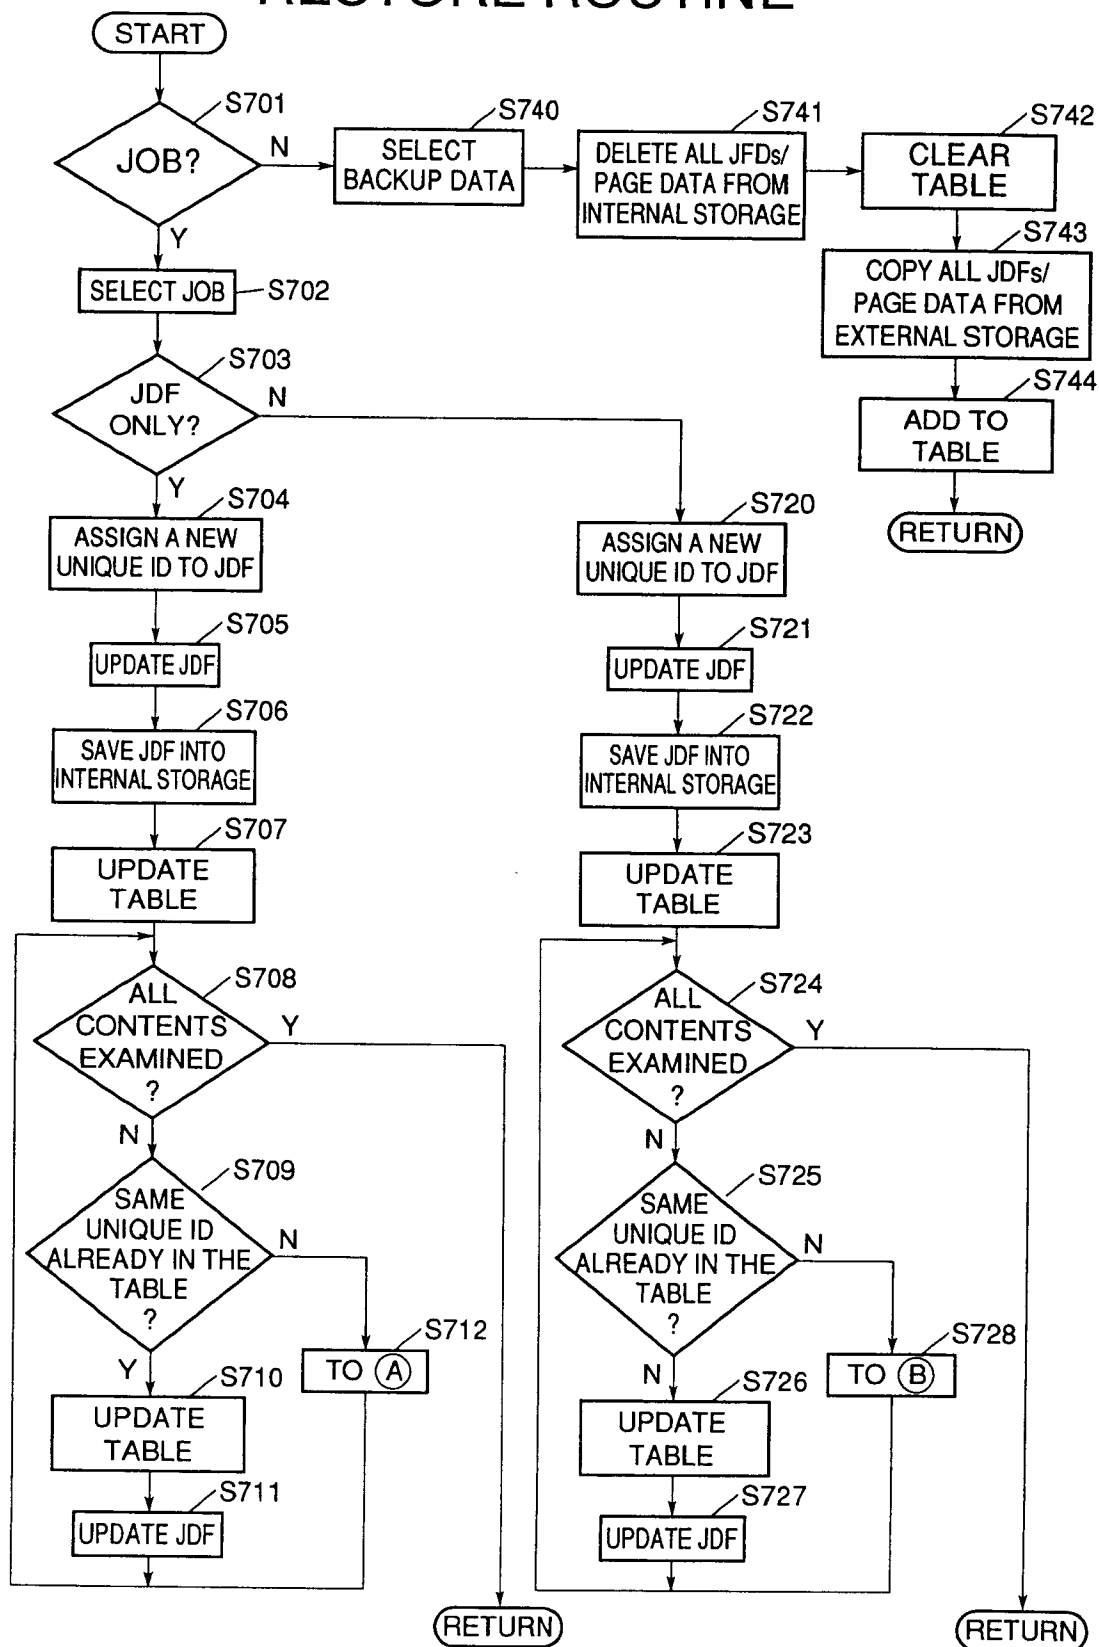 RESTORE ROUTINE
START
S701
JOB?
N
Y
S740
SELECT
BACKUP DATA
S741
DELETE ALL JFDs/
PAGE DATA FROM
INTERNAL STORAGE
S742
CLEAR
TABLE
S743
COPY ALL JDFs/
PAGE DATA FROM
EXTERNAL STORAGE
S744
ADD TO
TABLE
RETURN
SELECT JOB
S702
S703
JDF
ONLY?
N
Y
S704
ASSIGN A NEW
UNIQUE ID TO JDF
S705
UPDATE JDF
S706
SAVE JDF INTO
INTERNAL STORAGE
S707
UPDATE
TABLE
S708
ALL
CONTENTS
EXAMINED
?
Y
N
S709
SAME
UNIQUE ID
ALREADY IN THE
TABLE
?
N
Y
S712
TO A
S710
UPDATE
TABLE
S711
UPDATE JDF
RETURN
S720
ASSIGN A NEW
UNIQUE ID TO JDF
S721
UPDATE JDF
S722
SAVE JDF INTO
INTERNAL STORAGE
S723
UPDATE
TABLE
S724
ALL
CONTENTS
EXAMINED
?
Y
N
S725
SAME
UNIQUE ID
ALREADY IN THE
TABLE
?
N
N
S728
TO B
S726
UPDATE
TABLE
S727
UPDATE JDF
RETURN